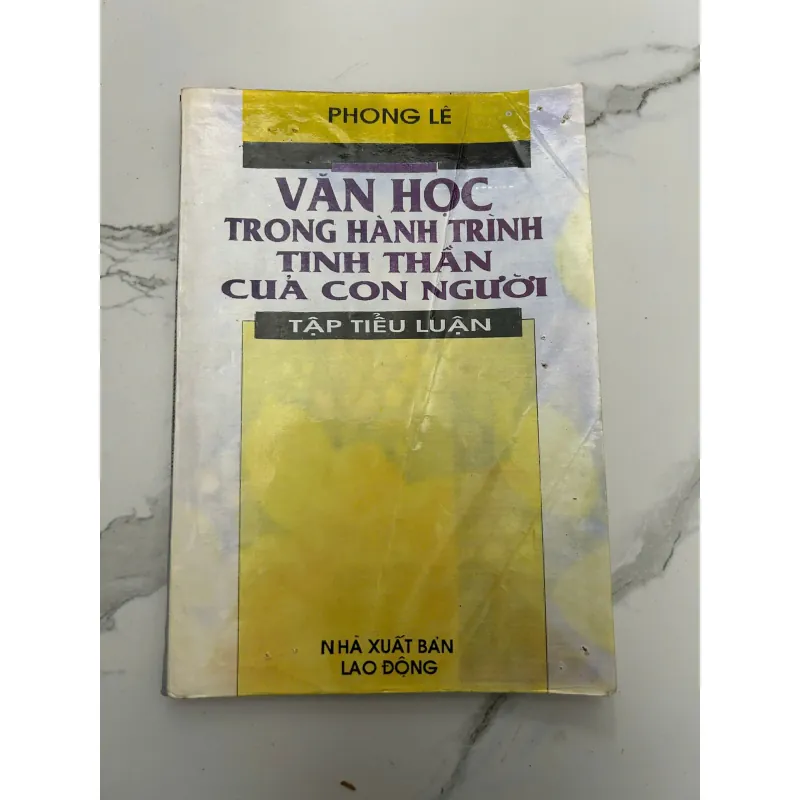 PHONG LÊ
VĂN HỌC
TRONG HÀNH TRÌNH
TINH THẦN
CUẢ CON NGƯỜI
TẬP TIỂU LUẬN
NHÀ XUẤT BẢN
LAO ĐỘNG